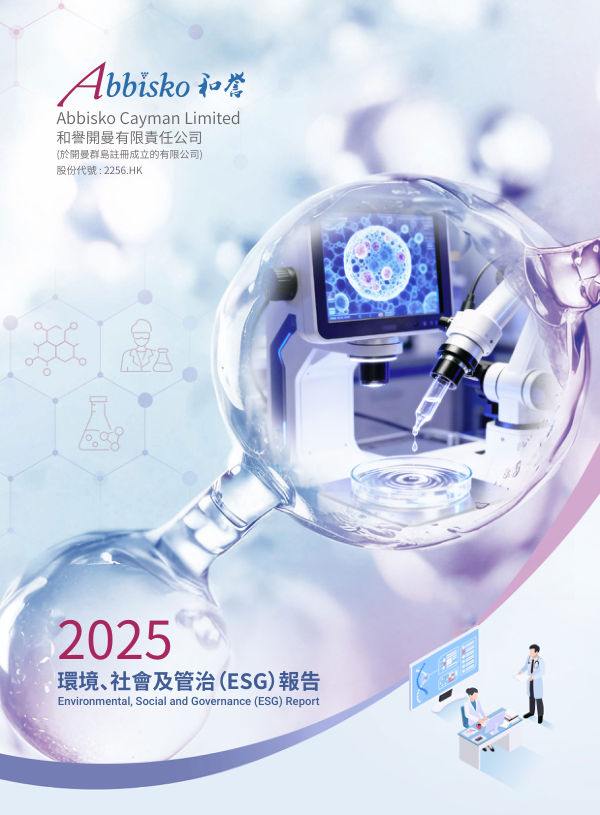 Abbisko 和誉
Abbisko Cayman Limited
和譽開曼有限責任公司
(於開曼群島註冊成立的有限公司)
股份代號 : 2256.HK
2025
環境、社會及管治（ESG）報告
Environmental, Social and Governance (ESG) Report